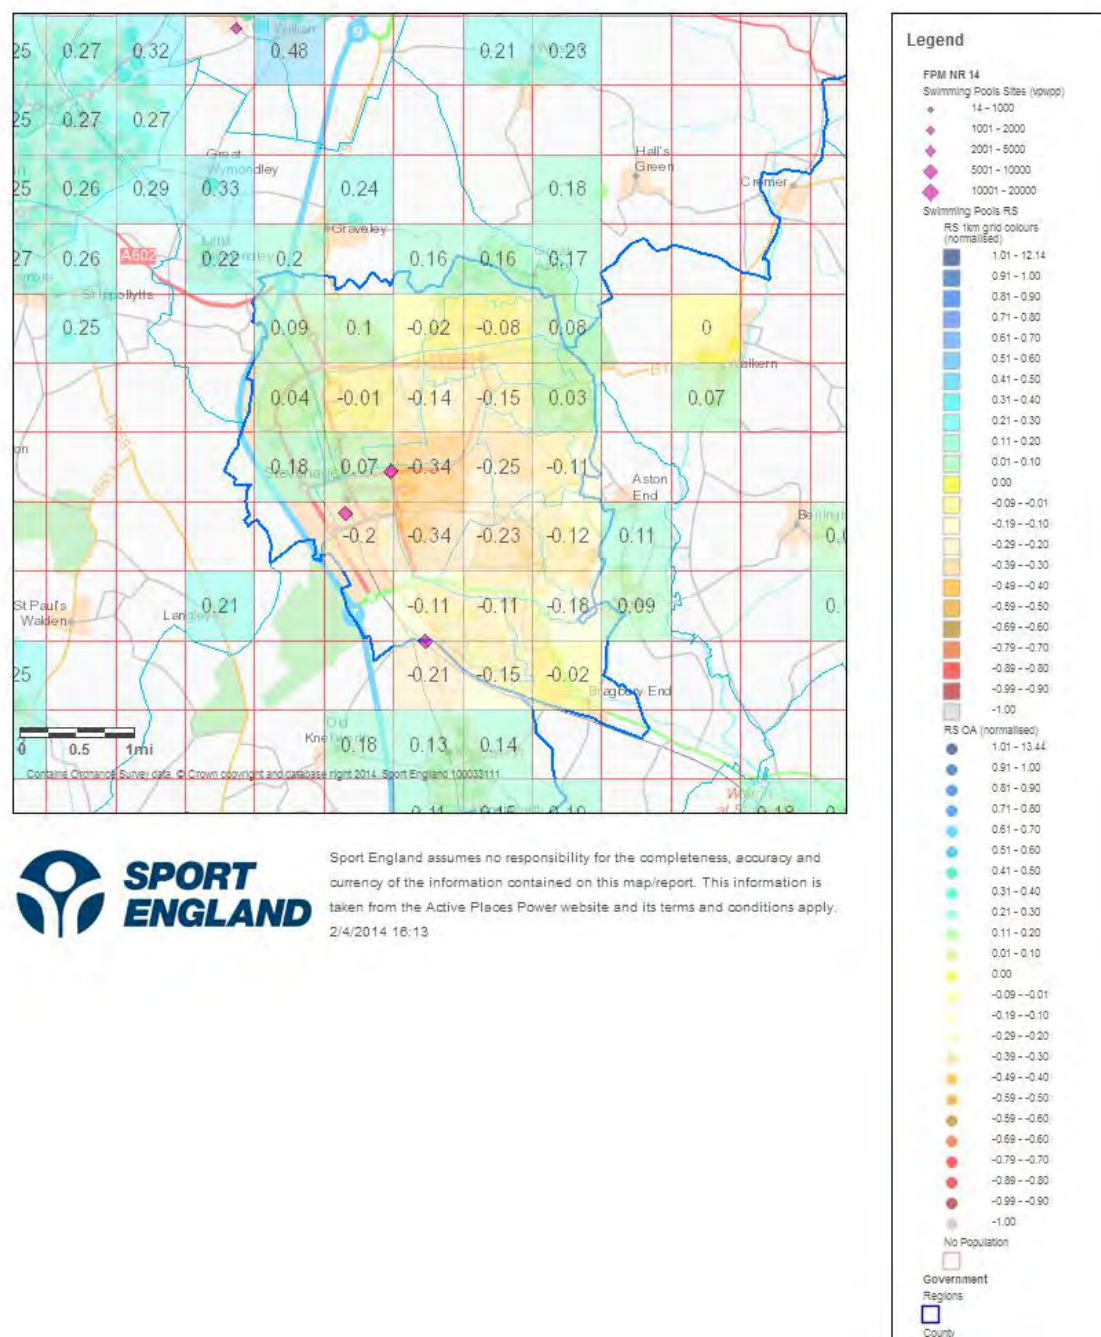 Willian
9
25 0.27 0.32 0.48 0.21 0.23
25 0.27 0.27
Great
Wymondley
Hall's
Green
Cromer
25 0.26 0.29 0.33 0.24 0.18
Graveley
27 0.26 A602 0.22 0.2 0.16 0.16 0.17
St Ippollytts
0.25 0.09 0.1 -0.02 -0.08 0.08 0
Walkern
0.04 -0.01 -0.14 -0.15 0.03 0.07
0.18 0.07 -0.34 -0.25 -0.11
Aston
End
-0.2 -0.34 -0.23 -0.12 0.11
St Paul's
Walden
Langley
0.21 -0.11 -0.11 -0.18 0.09 0.
25 -0.21 -0.15 -0.02
Bragbury End
Old
0.18 0.13 0.14
0 0.5 1mi
Contains Ordnance Survey data. © Crown copyright and database right 2014. Sport England 100033111
SPORT
ENGLAND
Sport England assumes no responsibility for the completeness, accuracy and
currency of the information contained on this map/report. This information is
taken from the Active Places Power website and its terms and conditions apply.
2/4/2014 16:13
Legend
FPM NR 14
Swimming Pools Sites (vpwpp)
14 - 1000
1001 - 2000
2001 - 5000
5001 - 10000
10001 - 20000
Swimming Pools RS
RS 1km grid colours
(normalised)
1.01 - 12.14
0.91 - 1.00
0.81 - 0.90
0.71 - 0.80
0.61 - 0.70
0.51 - 0.60
0.41 - 0.50
0.31 - 0.40
0.21 - 0.30
0.11 - 0.20
0.01 - 0.10
0.00
-0.09 - -0.01
-0.19 - -0.10
-0.29 - -0.20
-0.39 - -0.30
-0.49 - -0.40
-0.59 - -0.50
-0.69 - -0.60
-0.79 - -0.70
-0.89 - -0.80
-0.99 - -0.90
-1.00
RS OA (normalised)
1.01 - 13.44
0.91 - 1.00
0.81 - 0.90
0.71 - 0.80
0.61 - 0.70
0.51 - 0.60
0.41 - 0.50
0.31 - 0.40
0.21 - 0.30
0.11 - 0.20
0.01 - 0.10
0.00
-0.09 - -0.01
-0.19 - -0.10
-0.29 - -0.20
-0.39 - -0.30
-0.49 - -0.40
-0.59 - -0.50
-0.59 - -0.60
-0.69 - -0.60
-0.79 - -0.70
-0.89 - -0.80
-0.99 - -0.90
-1.00
No Population
Government
Regions
County